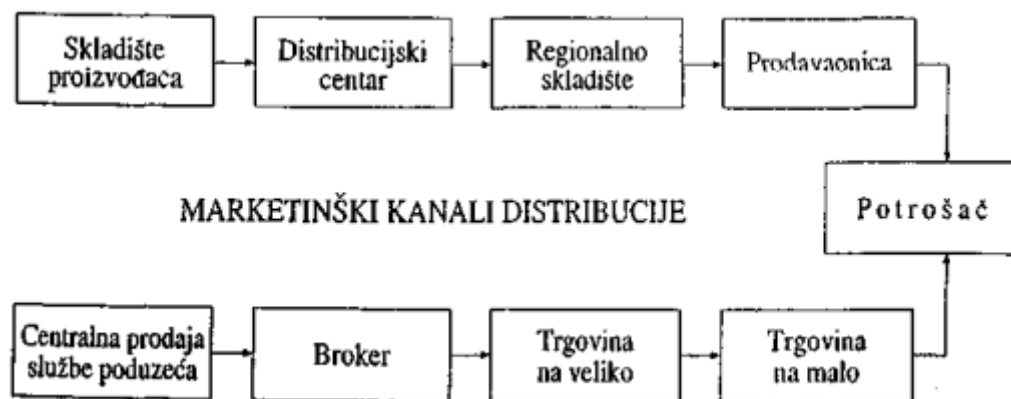 Skladište
proizvođača
Distribucijski
centar
Regionalno
skladište
Prodavaonica
MARKETINŠKI KANALI DISTRIBUCIJE
Potrošač
Centralna prodaja
službe poduzeća
Broker
Trgovina
na veliko
Trgovina
na malo